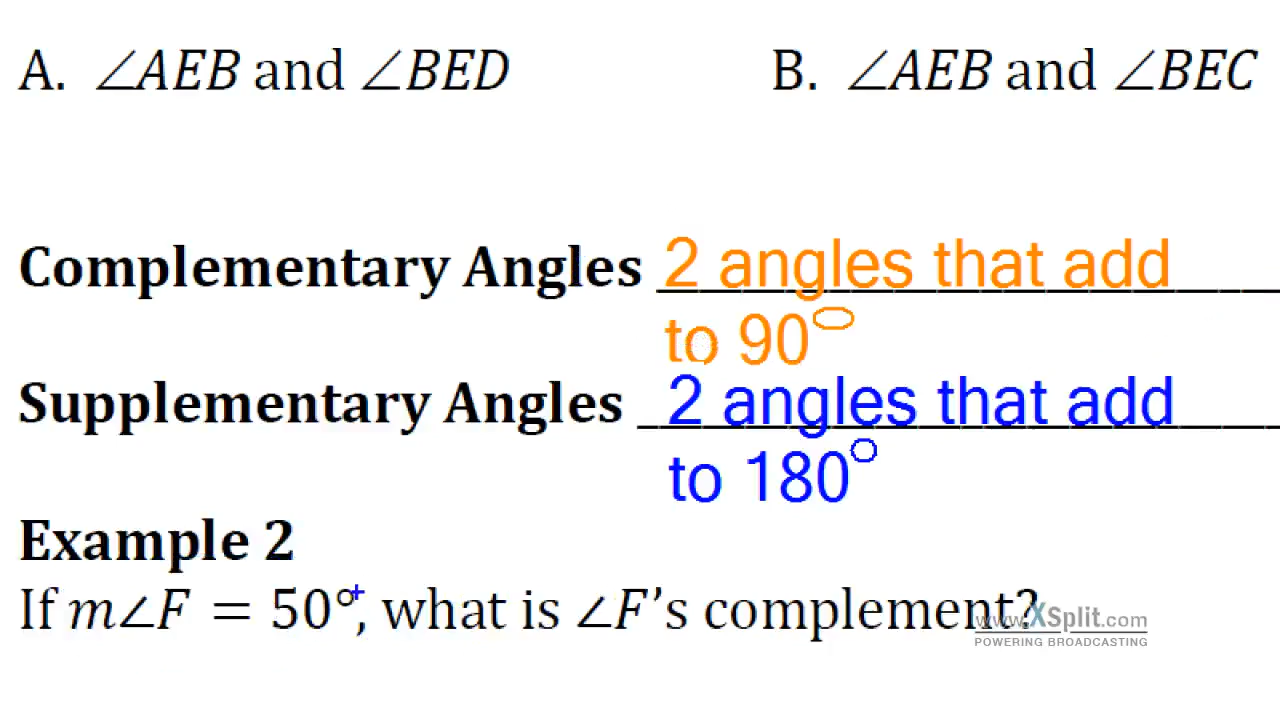 A. ∠AEB and ∠BED B. ∠AEB and ∠BEC
Complementary Angles 2 angles that add
to 90°
Supplementary Angles 2 angles that add
to 180°
Example 2
If m∠F = 50°, what is ∠F's complement?
www.XSplit.com
POWERING BROADCASTING